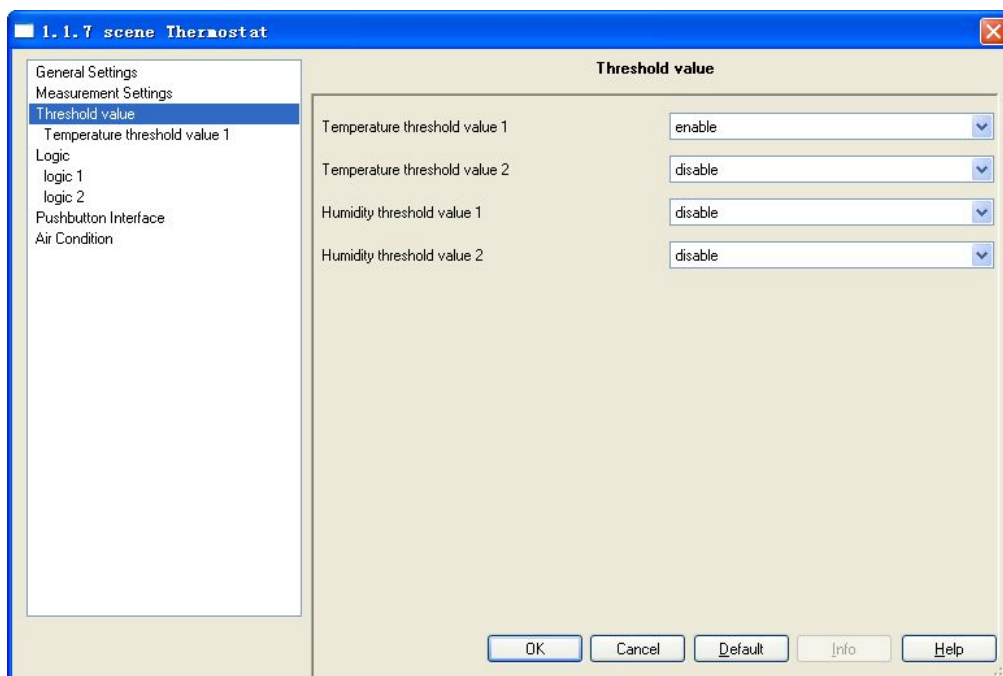 1.1.7 scene Thermostat
General Settings
Measurement Settings
Threshold value
Temperature threshold value 1
Logic
logic 1
logic 2
Pushbutton Interface
Air Condition
Threshold value
Temperature threshold value 1 enable
Temperature threshold value 2 disable
Humidity threshold value 1 disable
Humidity threshold value 2 disable
OK Cancel Default Info Help